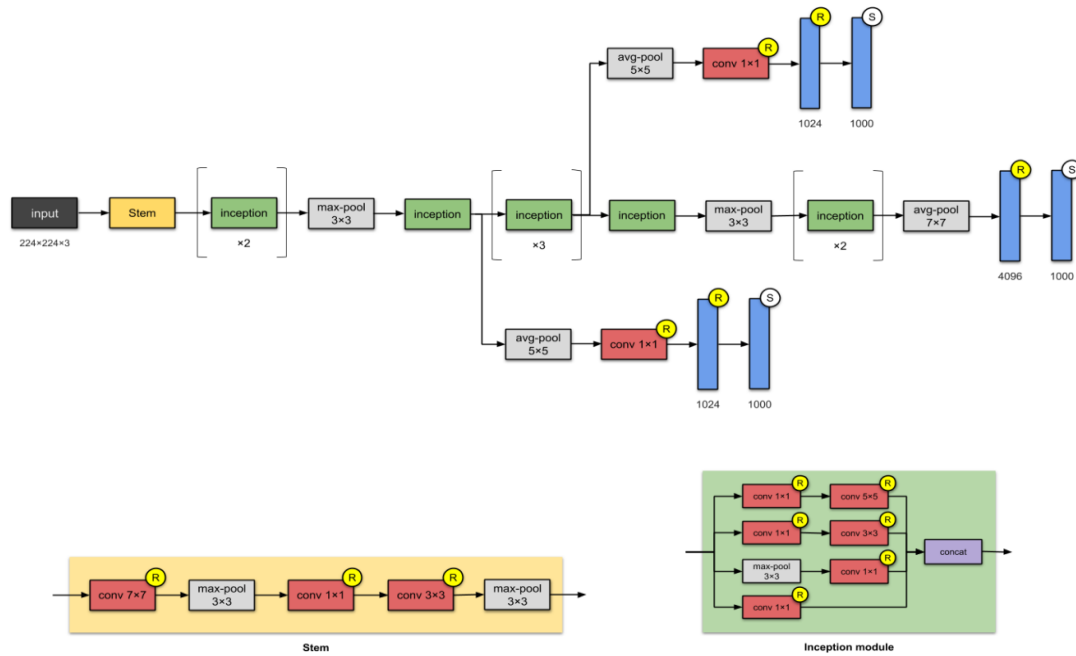 R
S
avg-pool
5×5
conv 1×1
R
1024
1000
input
224×224×3
Stem
inception
×2
max-pool
3×3
inception
inception
×3
inception
max-pool
3×3
inception
×2
avg-pool
7×7
R
S
4096
1000
avg-pool
5×5
conv 1×1
R
R
S
1024
1000
conv 7×7
R
max-pool
3×3
conv 1×1
R
conv 3×3
R
max-pool
3×3
Stem
conv 1×1
R
conv 5×5
R
conv 1×1
R
conv 3×3
R
max-pool
3×3
conv 1×1
R
conv 1×1
R
concat
Inception module